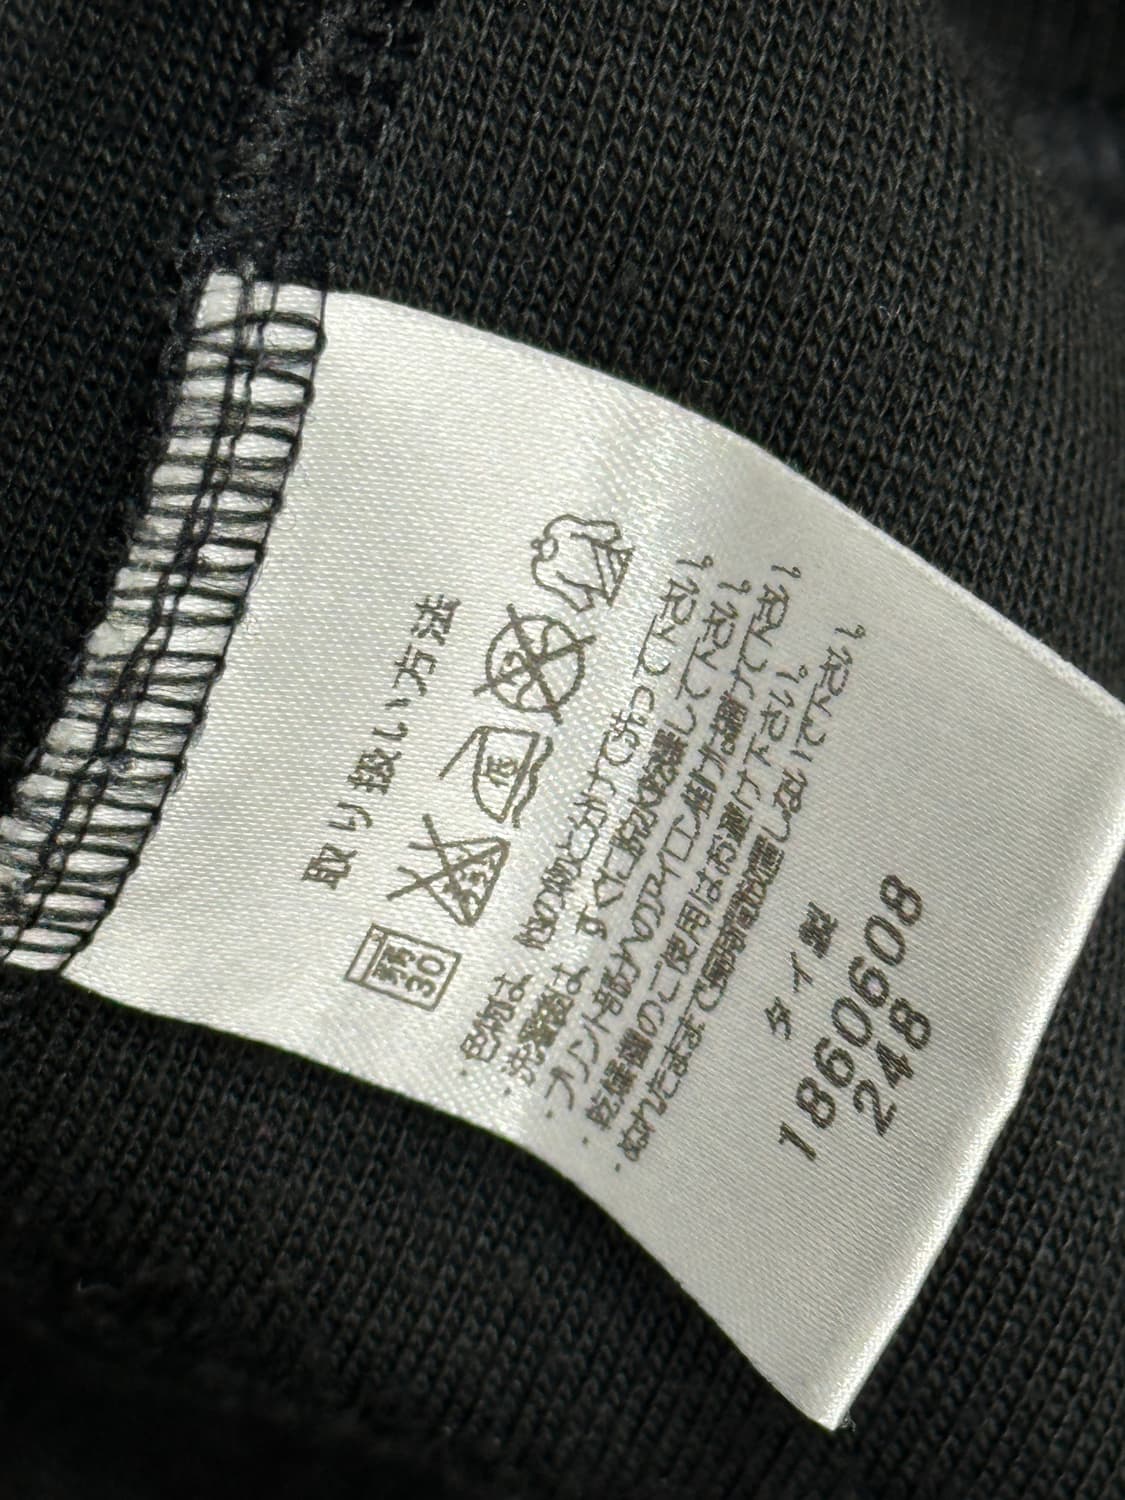 取り扱い方法
弱
30
低
・色物は、他の物と分けて洗って下さい。
・洗濯後は、すぐに脱水乾燥して下さい。
・プリント部分へのアイロン掛けは避けて下さい。
・乾燥機のご使用はお避け下さい。
・ぬれたままで長時間放置しないで下さい。
タイ製
1860608
248